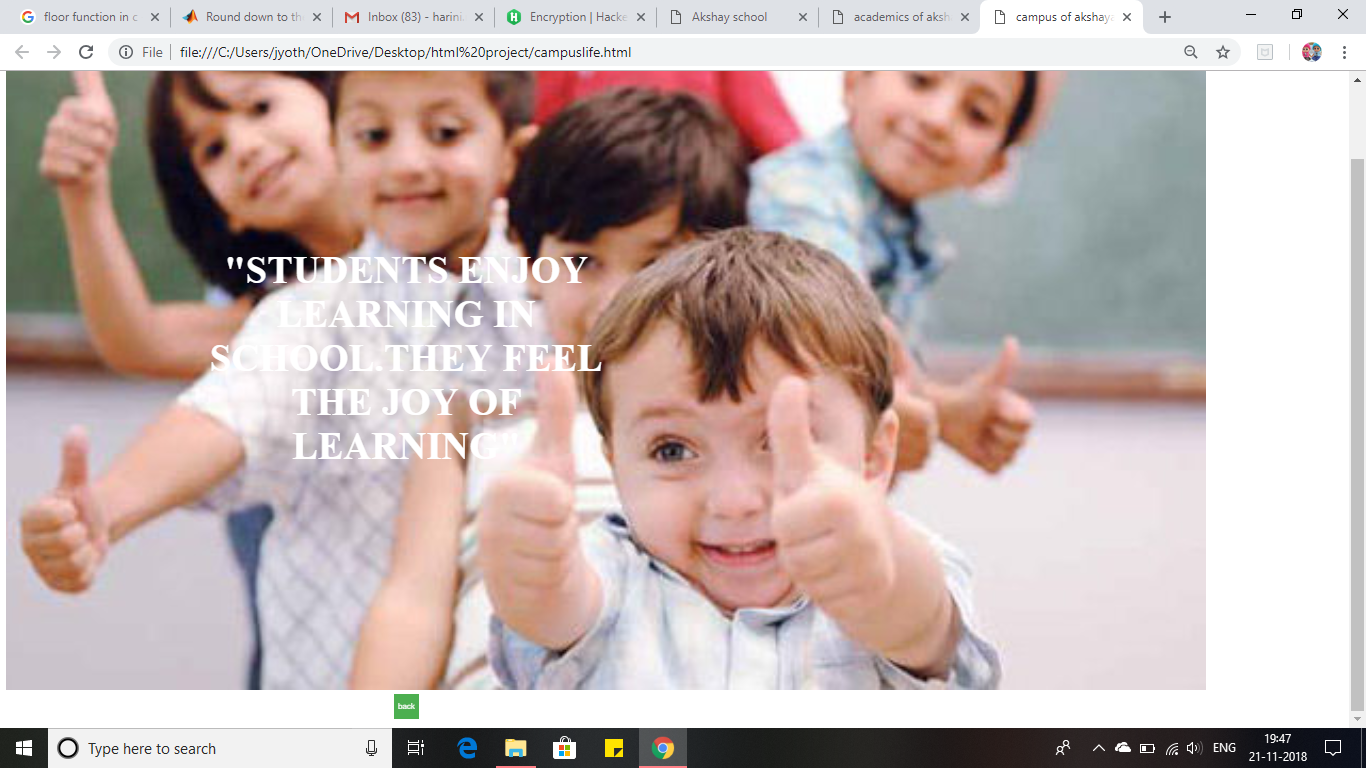 floor function in c
Round down to th
Inbox (83) - harini
Encryption | Hacke
Akshay school
academics of aksh
campus of akshaya
File
file:///C:/Users/jyoth/OneDrive/Desktop/html%20project/campuslife.html
"STUDENTS ENJOY
LEARNING IN
SCHOOL.THEY FEEL
THE JOY OF
LEARNING"
back
Type here to search
ENG
19:47
21-11-2018